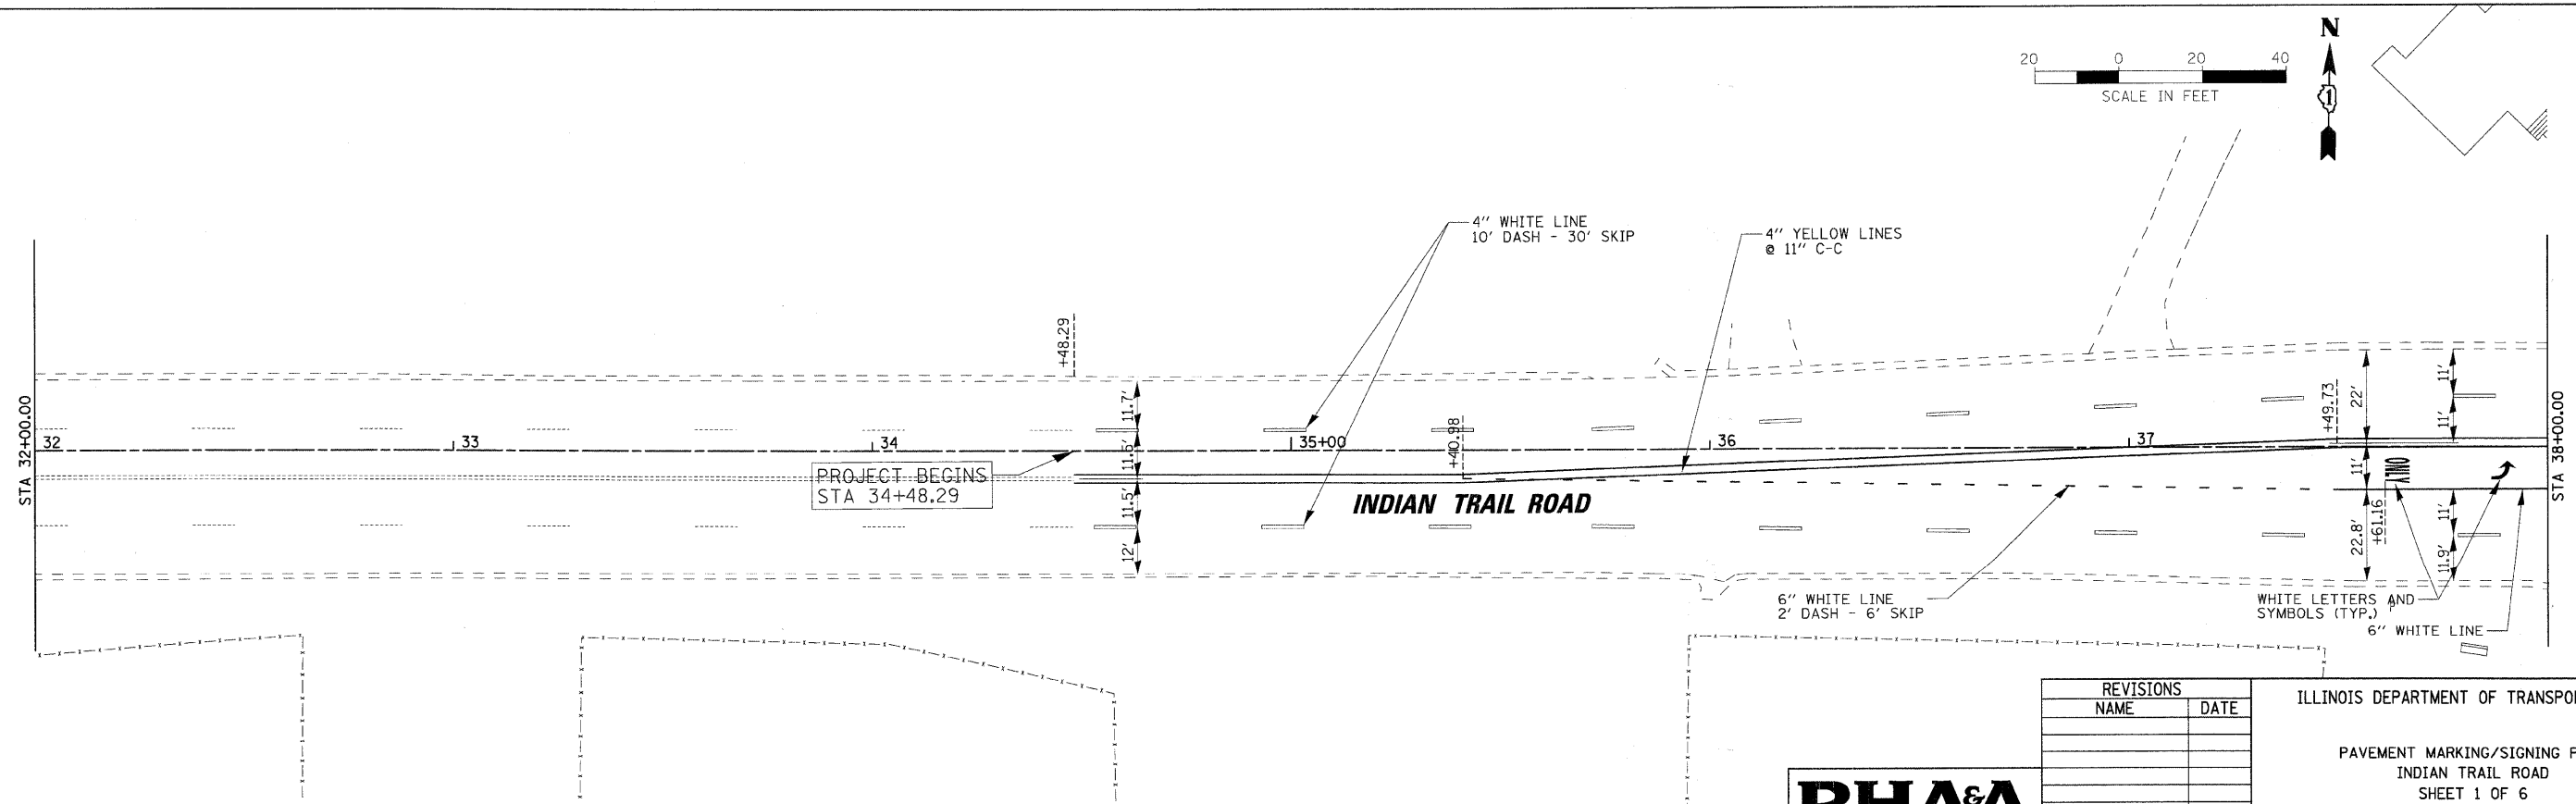 N
20 0 20 40
SCALE IN FEET
1
4" WHITE LINE
10' DASH - 30' SKIP
4" YELLOW LINES
@ 11" C-C
+48.29
+40.98
+49.73
+61.16
STA 32+00.00
32 33 34 35+00 36 37
STA 38+00.00
11.7'
11.6'
11.5'
12'
22'
11'
22.8'
11'
11'
11'
11.9'
PROJECT BEGINS
STA 34+48.29
INDIAN TRAIL ROAD
ONLY
6" WHITE LINE
2' DASH - 6' SKIP
WHITE LETTERS AND
SYMBOLS (TYP.)
6" WHITE LINE
REVISIONS
NAME DATE
ILLINOIS DEPARTMENT OF
PAVEMENT MARKING/SIGNING
INDIAN TRAIL ROAD
SHEET 1 OF 6